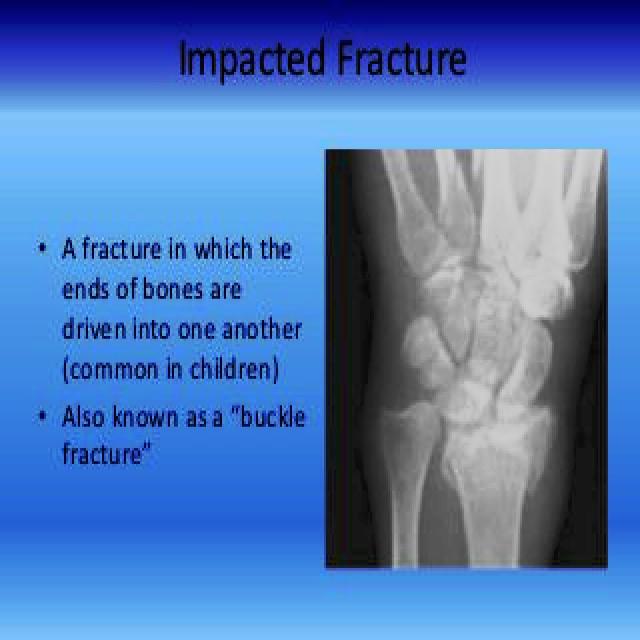 Impacted Fracture
• A fracture in which the
ends of bones are
driven into one another
(common in children)
• Also known as a “buckle
fracture”